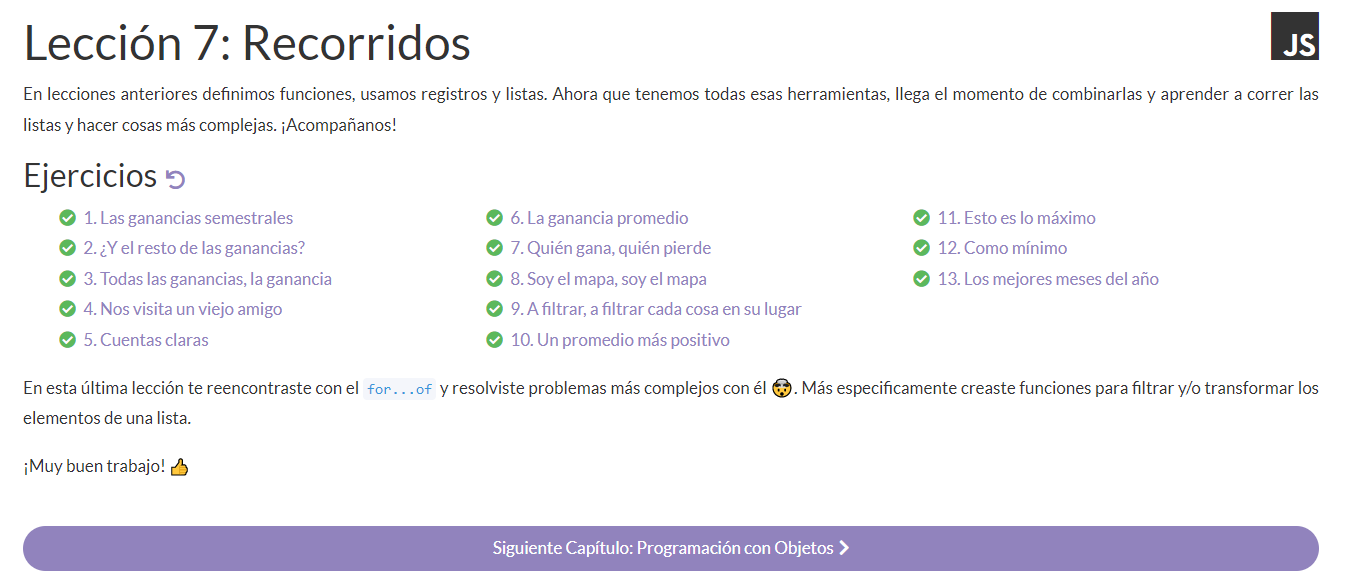 Lección 7: Recorridos
JS
En lecciones anteriores definimos funciones, usamos registros y listas. Ahora que tenemos todas esas herramientas, llega el momento de combinarlas y aprender a correr las
listas y hacer cosas más complejas. ¡Acompañanos!
Ejercicios
1. Las ganancias semestrales
2. ¿Y el resto de las ganancias?
3. Todas las ganancias, la ganancia
4. Nos visita un viejo amigo
5. Cuentas claras
6. La ganancia promedio
7. Quién gana, quién pierde
8. Soy el mapa, soy el mapa
9. A filtrar, a filtrar cada cosa en su lugar
10. Un promedio más positivo
11. Esto es lo máximo
12. Como mínimo
13. Los mejores meses del año
En esta última lección te reencontraste con el for...of y resolviste problemas más complejos con él 😵. Más especificamente creaste funciones para filtrar y/o transformar los
elementos de una lista.
¡Muy buen trabajo! 👍
Siguiente Capítulo: Programación con Objetos